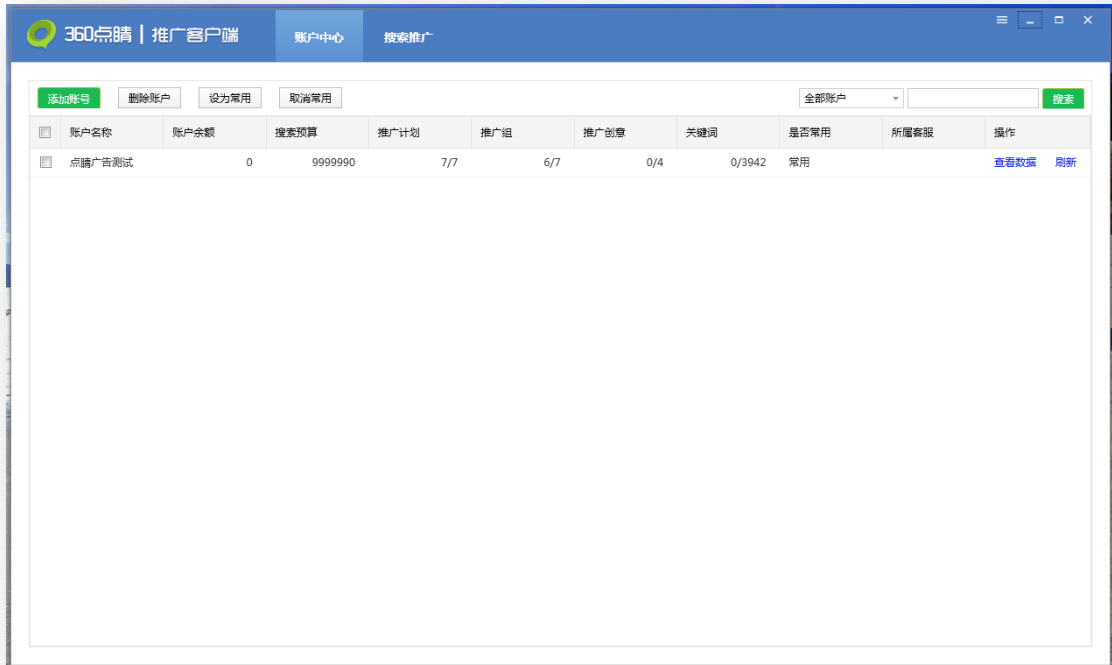 360点睛 | 推广客户端 账户中心 搜索推广
添加账号 删除账户 设为常用 取消常用 全部账户 搜索
账户名称 账户余额 搜索预算 推广计划 推广组 推广创意 关键词 是否常用 所属客服 操作
点睛广告测试 0 9999990 7/7 6/7 0/4 0/3942 常用 查看数据 刷新